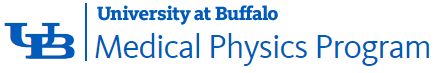 UB
University at Buffalo
Medical Physics Program